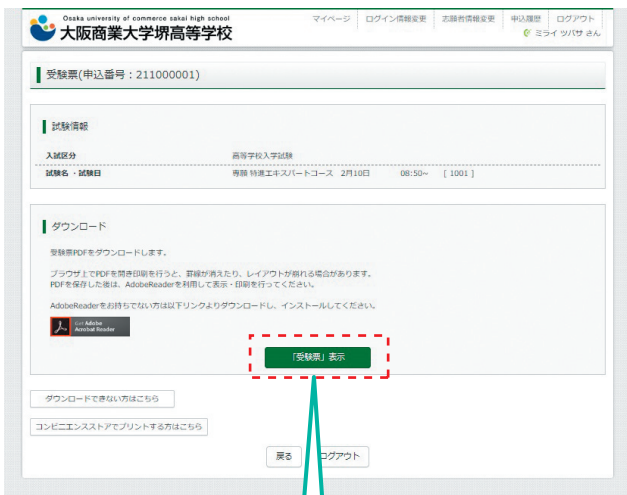 Osaka university of commerce sakai high school
大阪商業大学堺高等学校
マイページ ログイン情報変更 志願者情報変更 申込履歴 ログアウト
ミライ ツバサ さん
受験票(申込番号:211000001)
試験情報
入試区分 高等学校入学試験
試験名・試験日 専願 特進エキスパートコース 2月10日 08:50~ [ 1001 ]
ダウンロード
受験票PDFをダウンロードします。
ブラウザ上でPDFを開き印刷を行うと、罫線が消えたり、レイアウトが崩れる場合があります。
PDFを保存した後は、AdobeReaderを利用して表示・印刷を行ってください。
AdobeReaderをお持ちでない方は以下リンクよりダウンロードし、インストールしてください。
Get Adobe
Acrobat Reader
「受験票」表示
ダウンロードできない方はこちら
コンビニエンスストアでプリントする方はこちら
戻る ログアウト